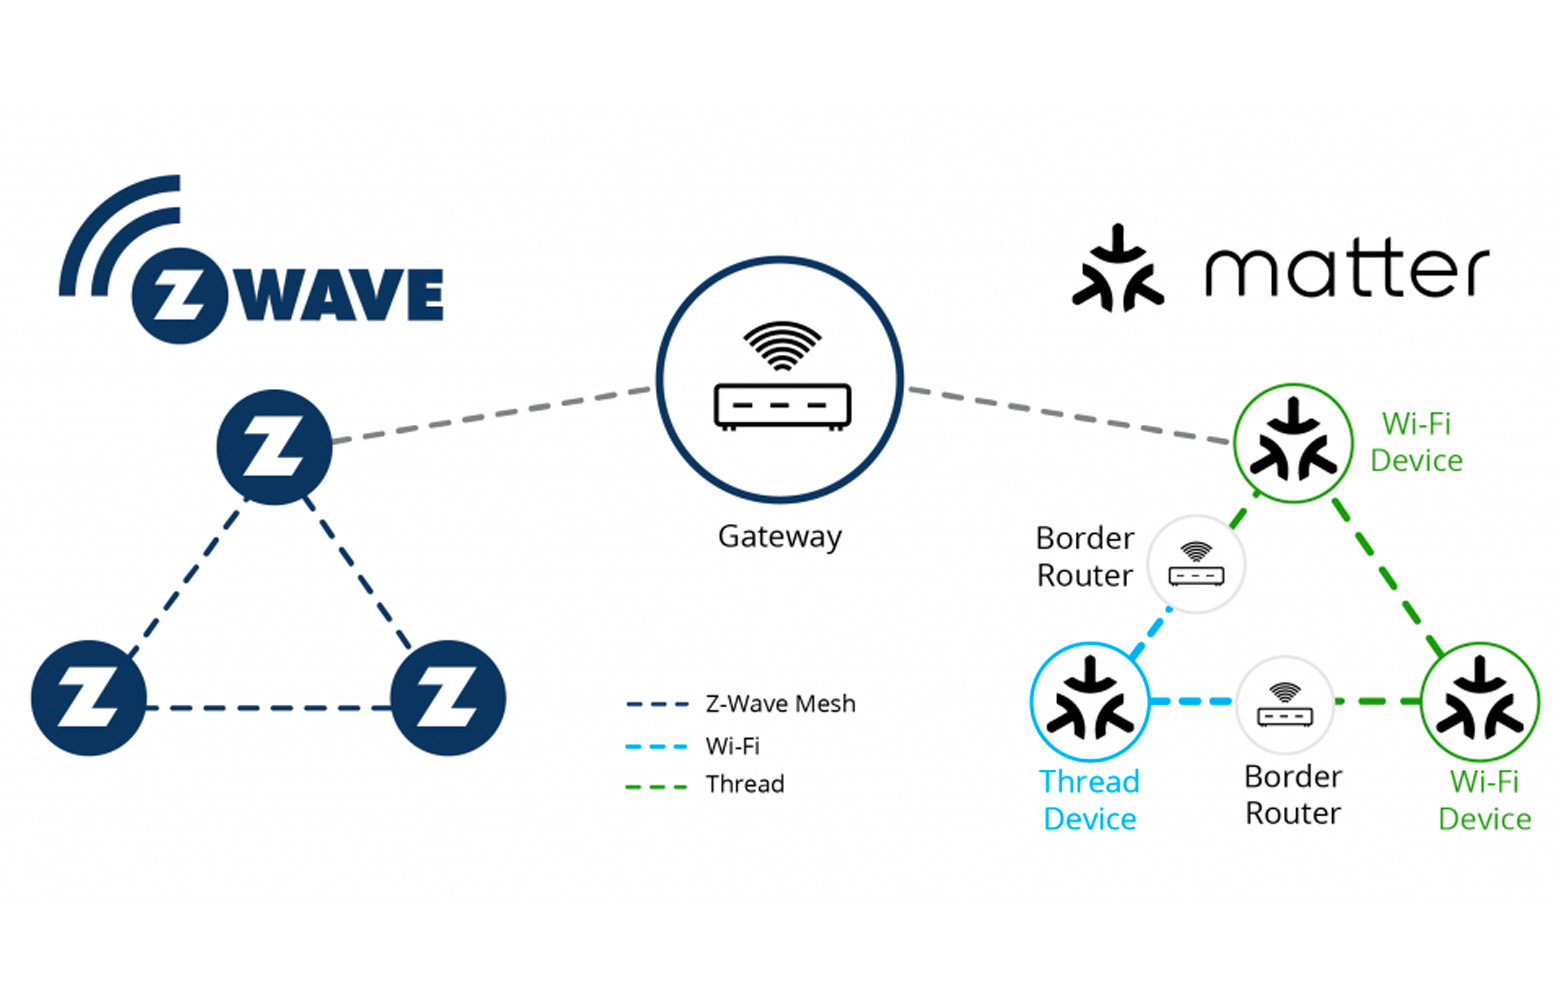 Z WAVE
matter
Z
Z
Z
Gateway
Wi-Fi
Device
Border
Router
Thread
Device
Border
Router
Wi-Fi
Device
Z-Wave Mesh
Wi-Fi
Thread